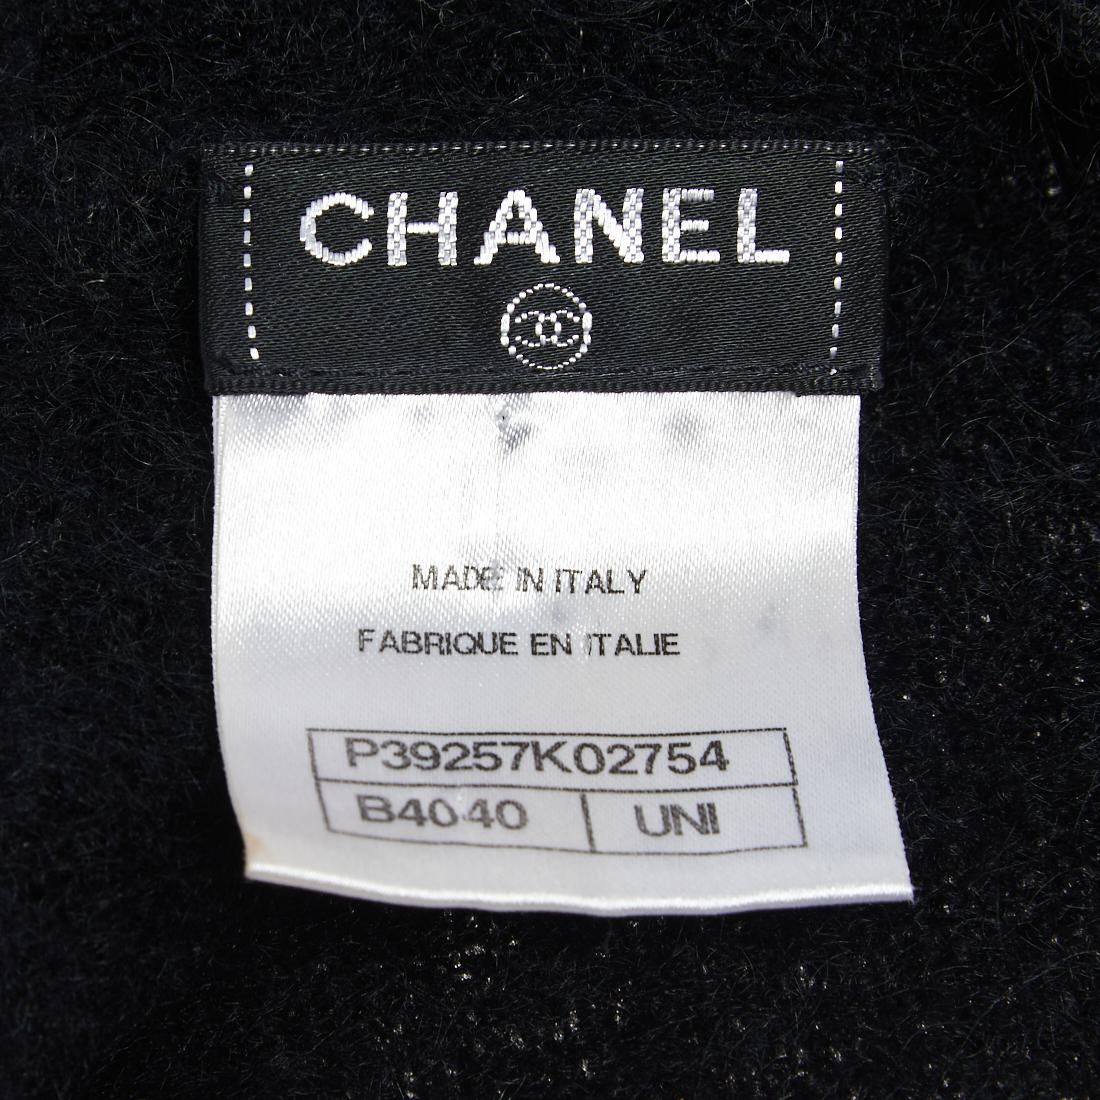 CHANEL
MADE IN ITALY
FABRIQUE EN ITALIE
P39257K02754
B4040 UNI